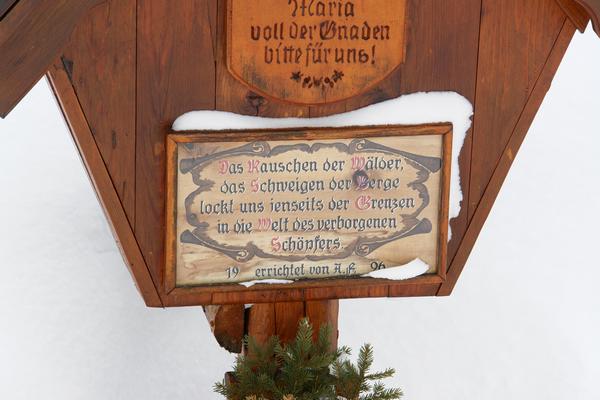 Maria
voll der Gnaden
bitte für uns!
Das Rauschen der Wälder,
das Schweigen der Berge
lockt uns jenseits der Grenzen
in die Welt des verborgenen
Schöpfers.
19 errichtet von A.F. 96